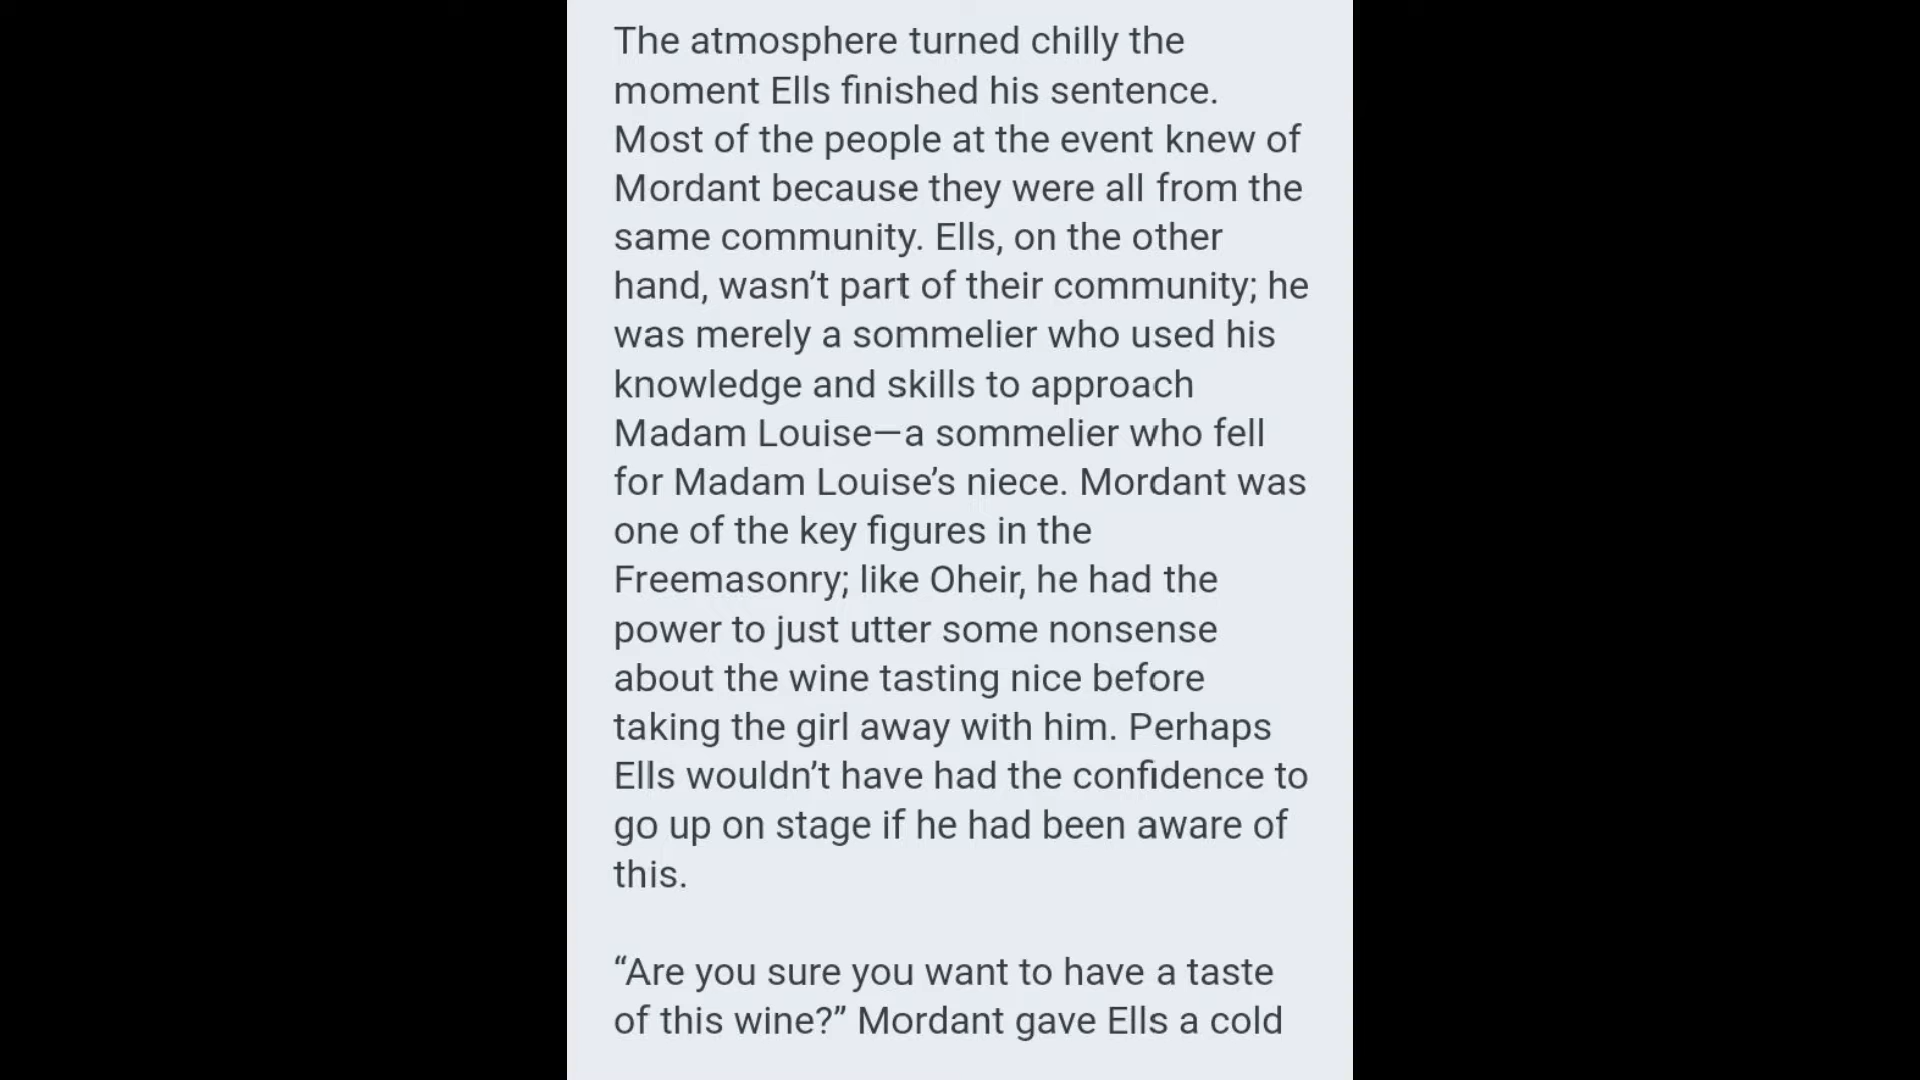 The atmosphere turned chilly the
moment Ells finished his sentence.
Most of the people at the event knew of
Mordant because they were all from the
same community. Ells, on the other
hand, wasn’t part of their community; he
was merely a sommelier who used his
knowledge and skills to approach
Madam Louise—a sommelier who fell
for Madam Louise’s niece. Mordant was
one of the key figures in the
Freemasonry; like Oheir, he had the
power to just utter some nonsense
about the wine tasting nice before
taking the girl away with him. Perhaps
Ells wouldn’t have had the confidence to
go up on stage if he had been aware of
this.
“Are you sure you want to have a taste
of this wine?” Mordant gave Ells a cold